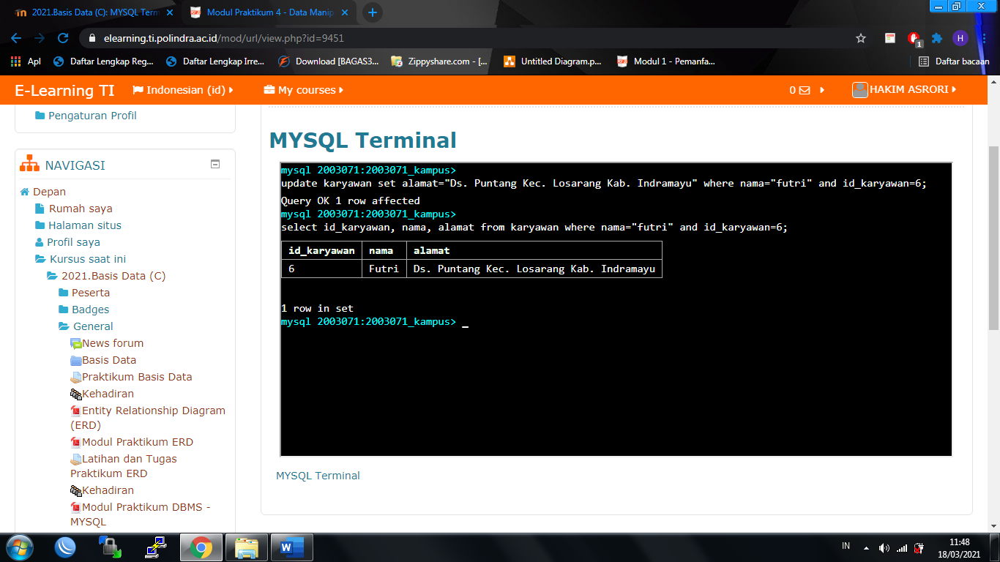 2021.Basis Data (C): MYSQL Term
Modul Praktikum 4 - Data Manip
elearning.ti.polindra.ac.id/mod/url/view.php?id=9451
1
H
Apl
Daftar Lengkap Reg...
Daftar Lengkap Irre...
Download [BAGAS3...
Zippyshare.com - [...
Untitled Diagram.p...
Modul 1 - Pemanfa...
Daftar bacaan
E-Learning TI
Indonesian (id)
My courses
0
HAKIM ASRORI
Pengaturan Profil
NAVIGASI
Depan
Rumah saya
Halaman situs
Profil saya
Kursus saat ini
2021.Basis Data (C)
Peserta
Badges
General
News forum
Basis Data
Praktikum Basis Data
Kehadiran
Entity Relationship Diagram
(ERD)
Modul Praktikum ERD
Latihan dan Tugas
Praktikum ERD
Kehadiran
Modul Praktikum DBMS -
MYSQL
MYSQL Terminal
mysql 2003071:2003071_kampus>
update karyawan set alamat="Ds. Puntang Kec. Losarang Kab. Indramayu" where nama="futri" and id_karyawan=6;
Query OK 1 row affected
mysql 2003071:2003071_kampus>
select id_karyawan, nama, alamat from karyawan where nama="futri" and id_karyawan=6;
id_karyawan nama alamat
6 Futri Ds. Puntang Kec. Losarang Kab. Indramayu
1 row in set
mysql 2003071:2003071_kampus> _
MYSQL Terminal
IN
11:48
18/03/2021